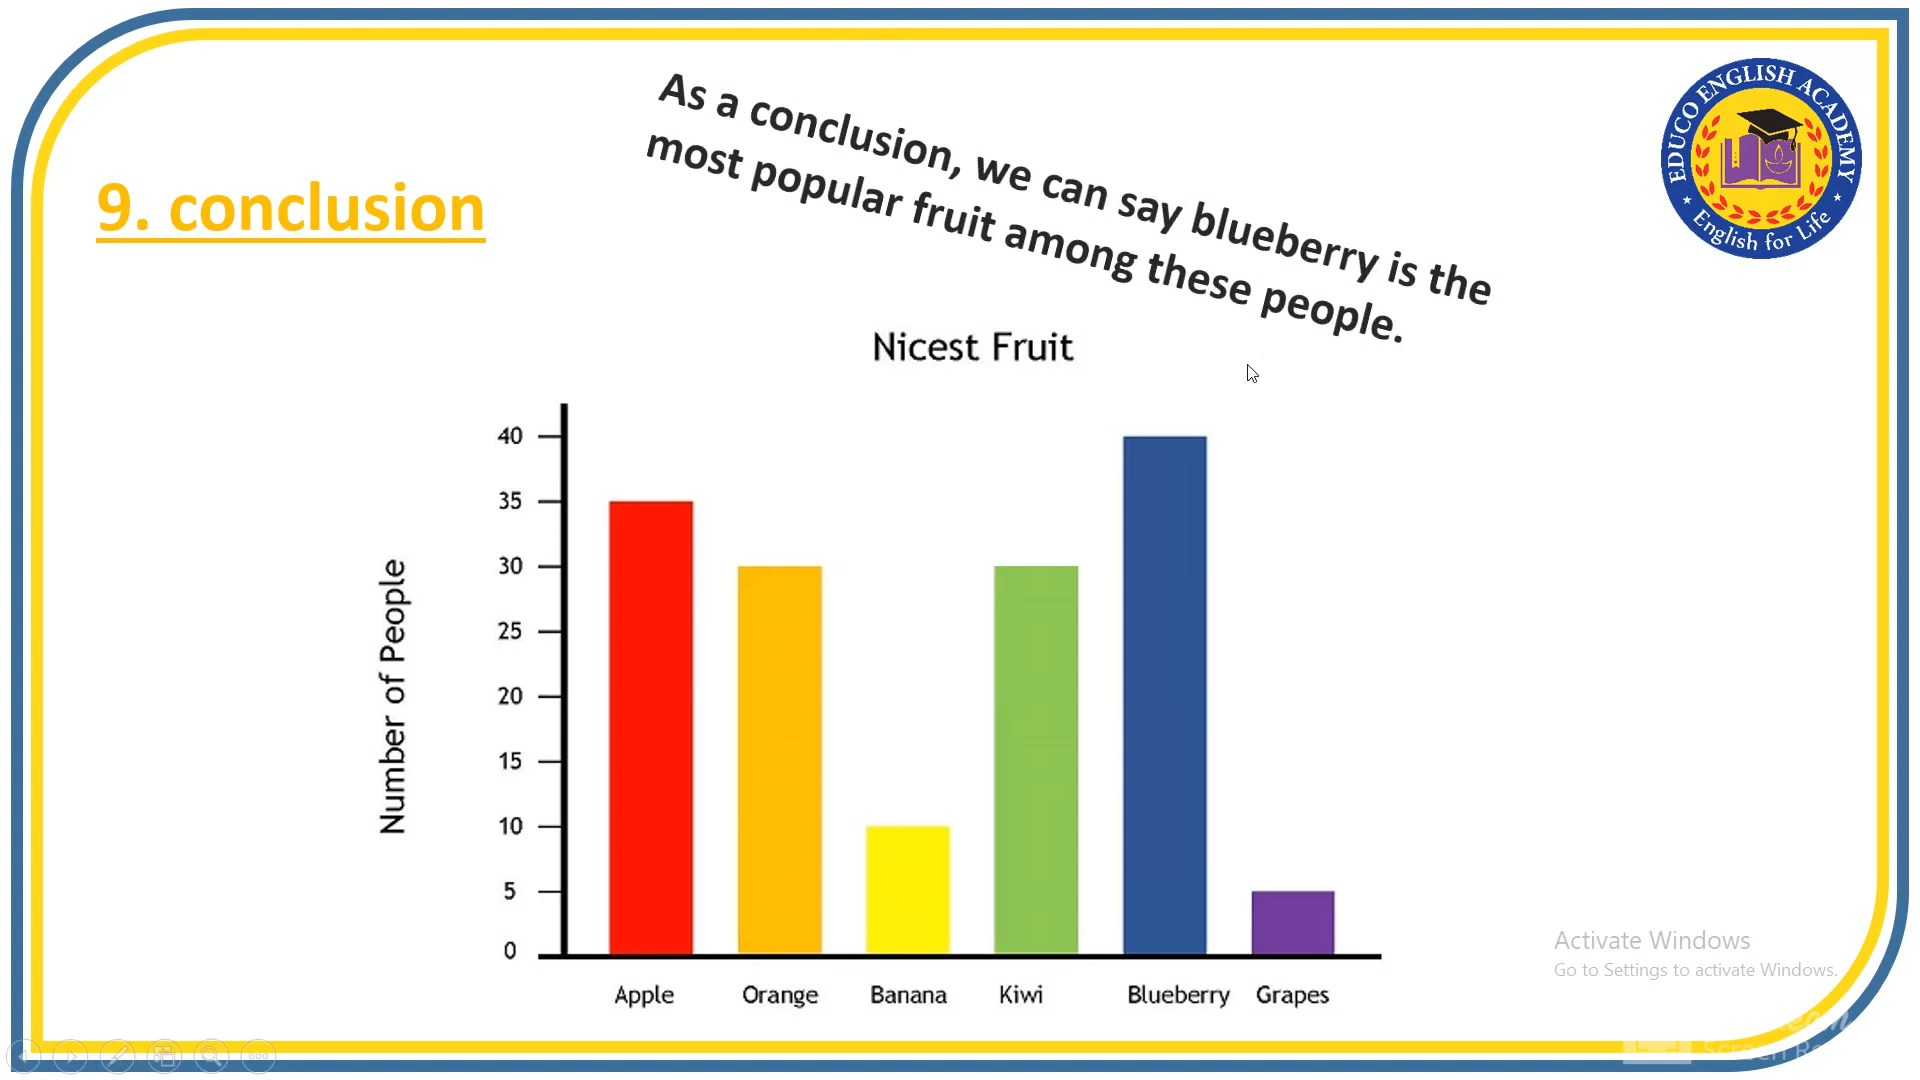 EDUCO ENGLISH ACADEMY
English for Life
9. conclusion
As a conclusion, we can say blueberry is the
most popular fruit among these people.
Nicest Fruit
Number of People
40
35
30
25
20
15
10
5
0
Apple Orange Banana Kiwi Blueberry Grapes
Activate Windows
Go to Settings to activate Windows.